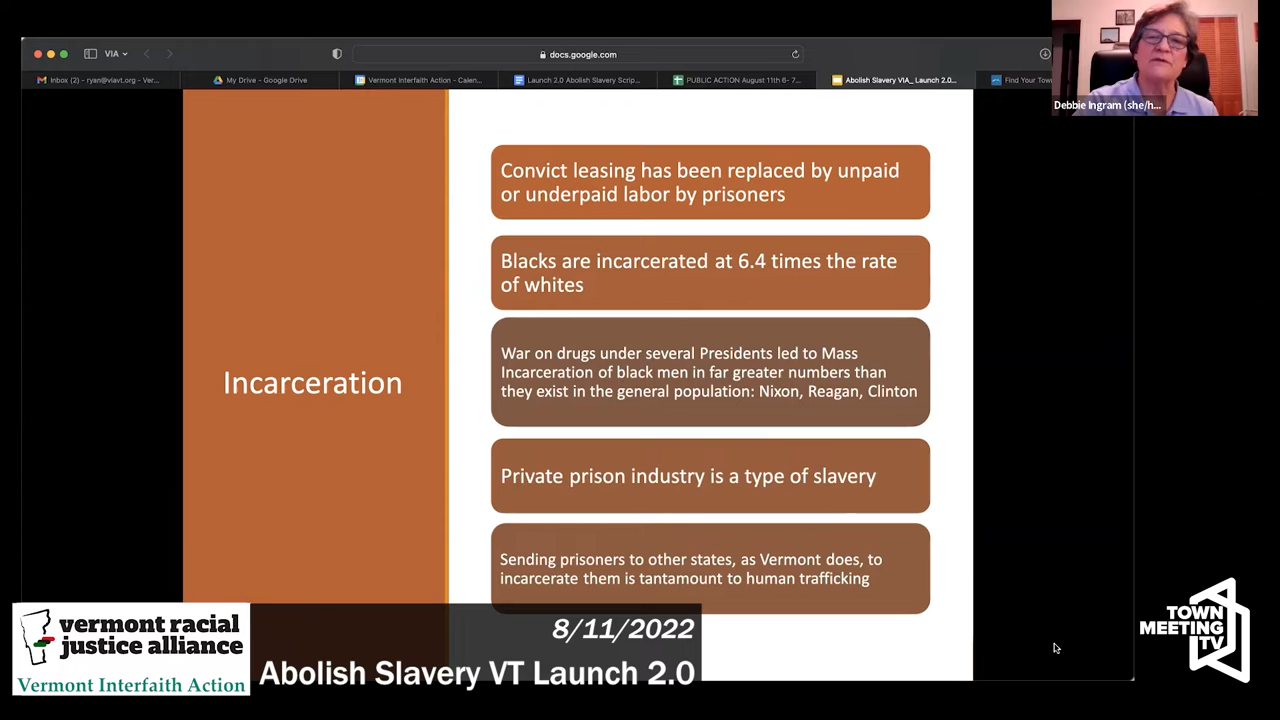 VIA
docs.google.com
Inbox (2) - ryan@viavt.org - Ver...
My Drive - Google Drive
Vermont Interfaith Action - Calen...
Launch 2.0 Abolish Slavery Scrip...
PUBLIC ACTION August 11th 6- 7...
Abolish Slavery VIA_ Launch 2.0...
Find Your Tow
Debbie Ingram (she/h...
Incarceration
Convict leasing has been replaced by unpaid
or underpaid labor by prisoners
Blacks are incarcerated at 6.4 times the rate
of whites
War on drugs under several Presidents led to Mass
Incarceration of black men in far greater numbers than
they exist in the general population: Nixon, Reagan, Clinton
Private prison industry is a type of slavery
Sending prisoners to other states, as Vermont does, to
incarcerate them is tantamount to human trafficking
vermont racial
justice alliance
Vermont Interfaith Action
8/11/2022
Abolish Slavery VT Launch 2.0
TOWN
MEETING
TV